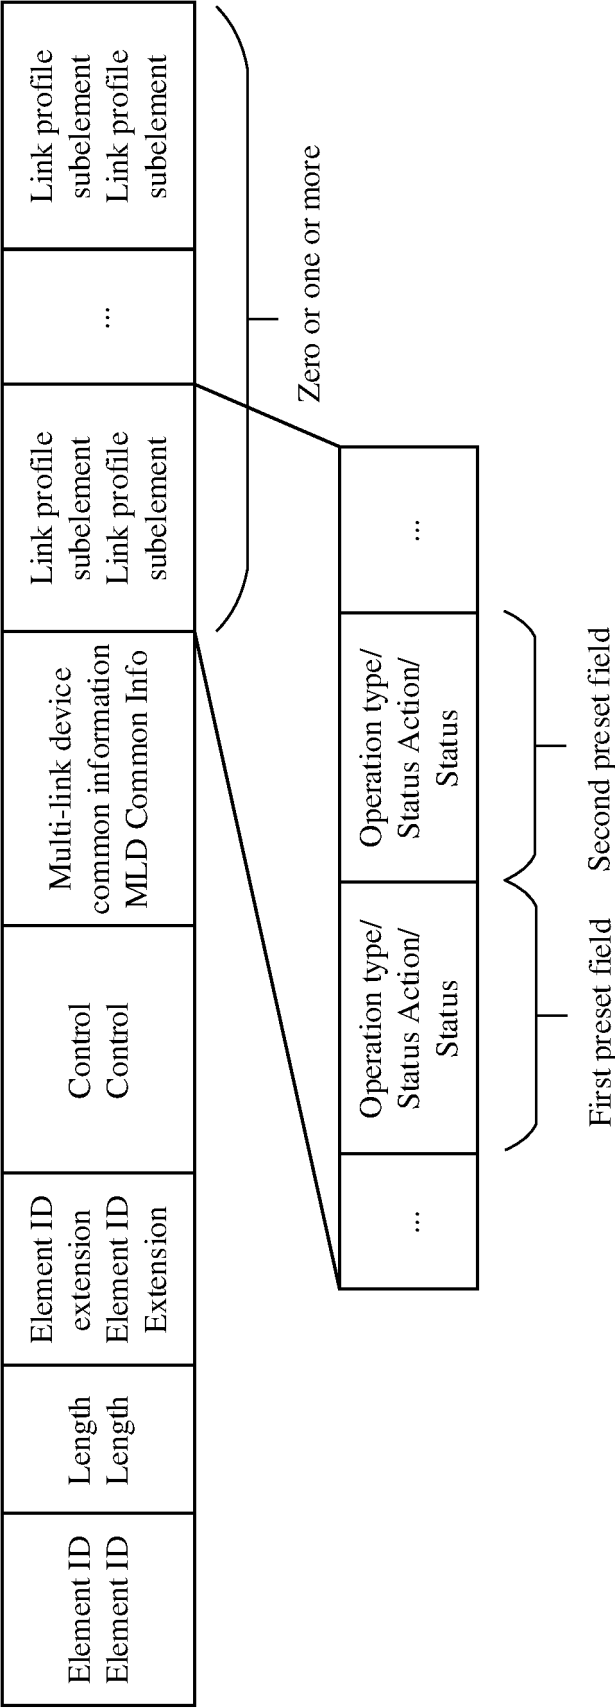 Element ID
Element ID
Length
Length
Element ID
extension
Element ID
Extension
Control
Control
Multi-link device
common information
MLD Common Info
Link profile
subelement
Link profile
subelement
...
Link profile
subelement
Link profile
subelement
Zero or one or more
...
Operation type/
Status Action/
Status
Operation type/
Status Action/
Status
...
First preset field
Second preset field